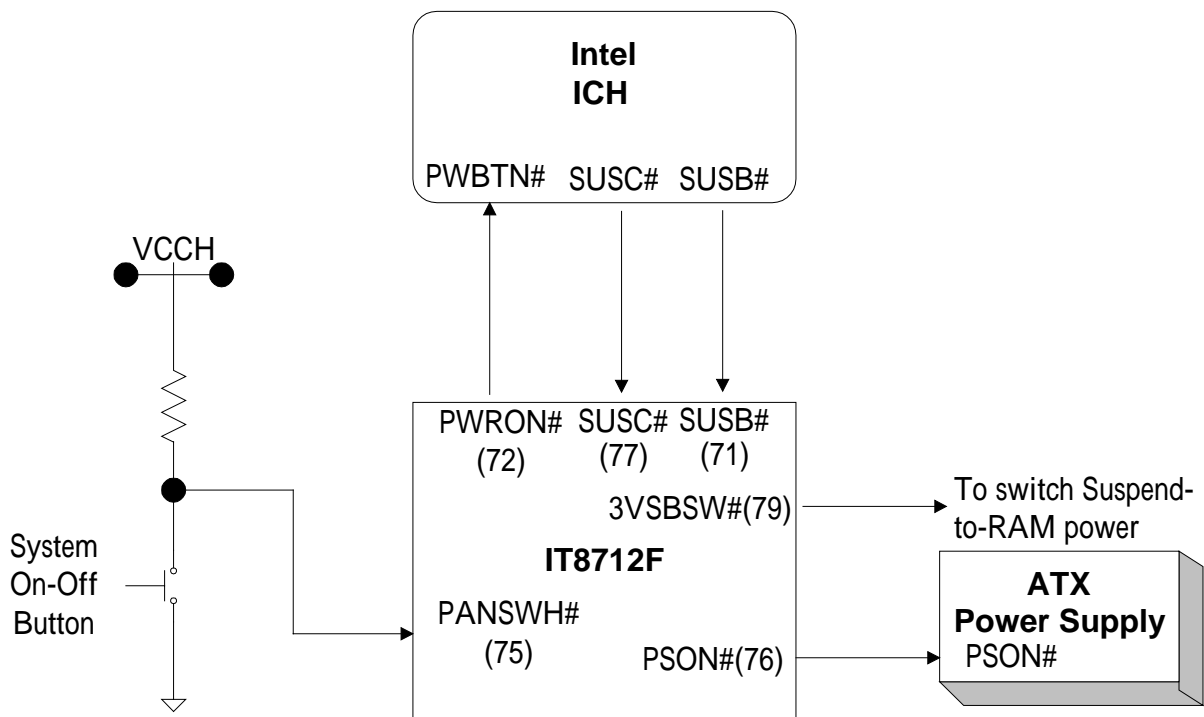 Intel
ICH
PWBTN# SUSC# SUSB#
VCCH
PWRON# SUSC# SUSB#
(72) (77) (71)
3VSBSW#(79)
To switch Suspend-
to-RAM power
IT8712F
System
On-Off
Button
PANSWH#
(75)
PSON#(76)
ATX
Power Supply
PSON#